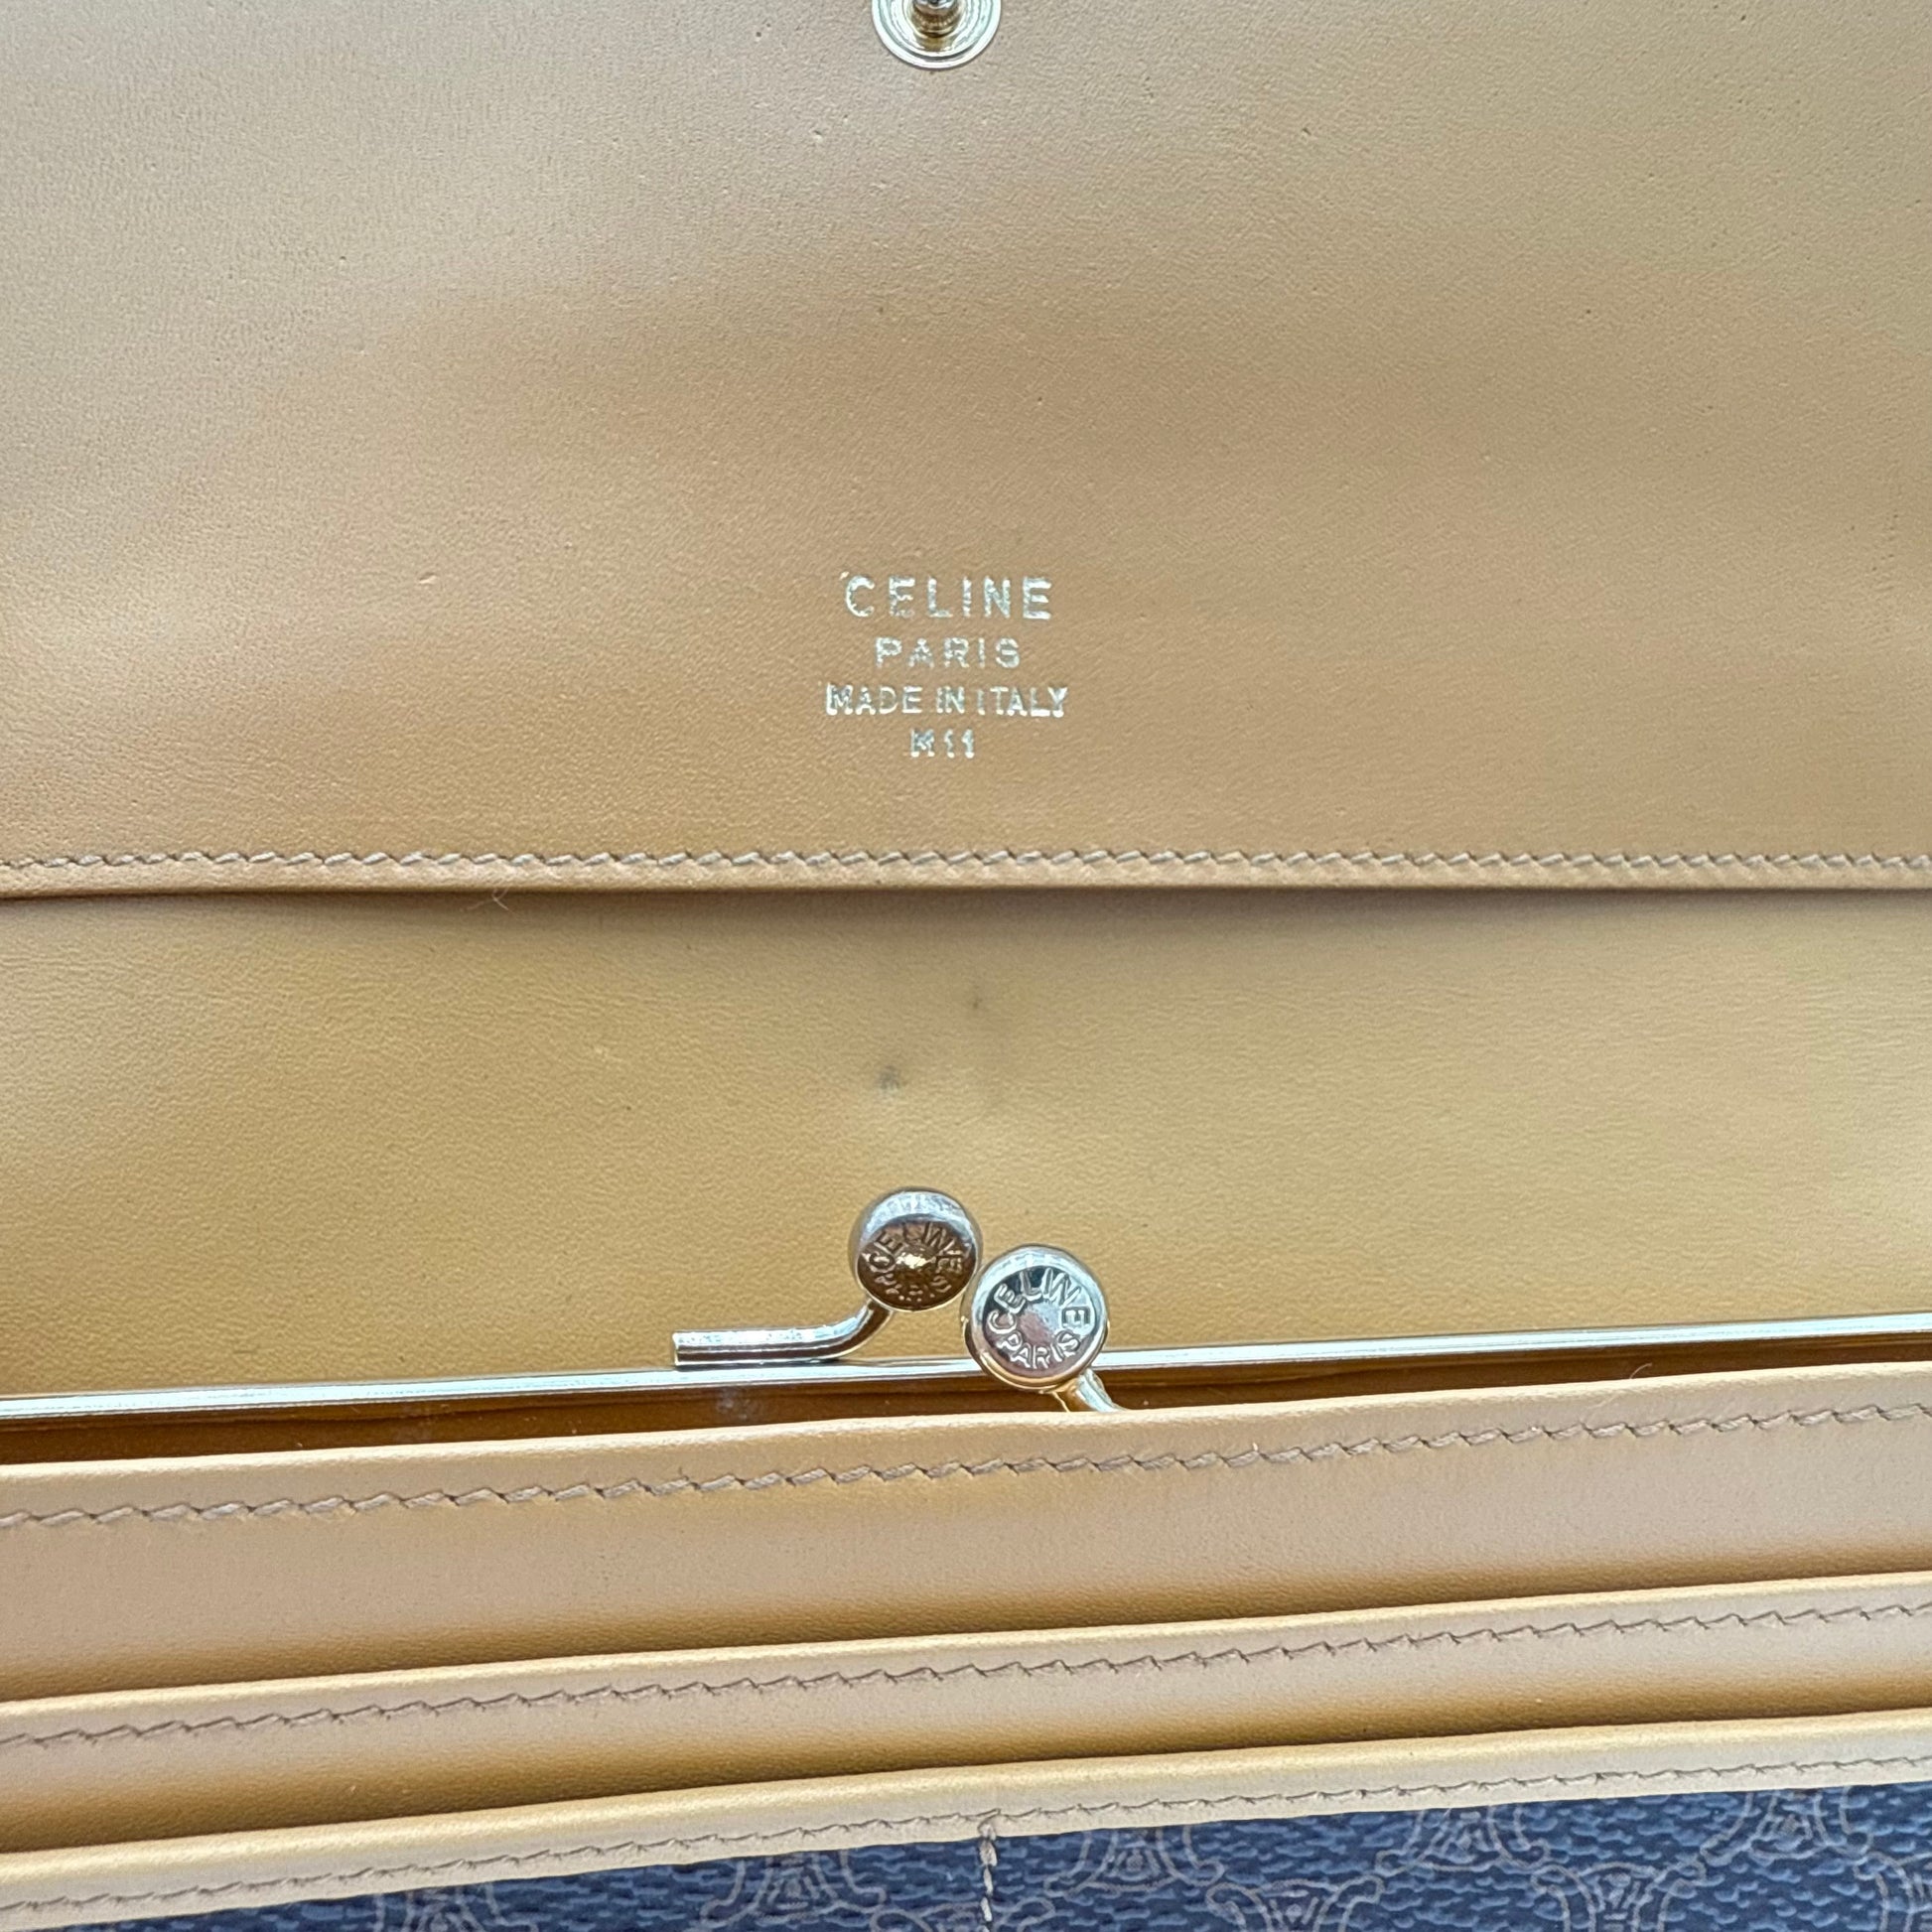 CELINE
PARIS
MADE IN ITALY
M11
CELINE
PARIS
CELINE
PARIS